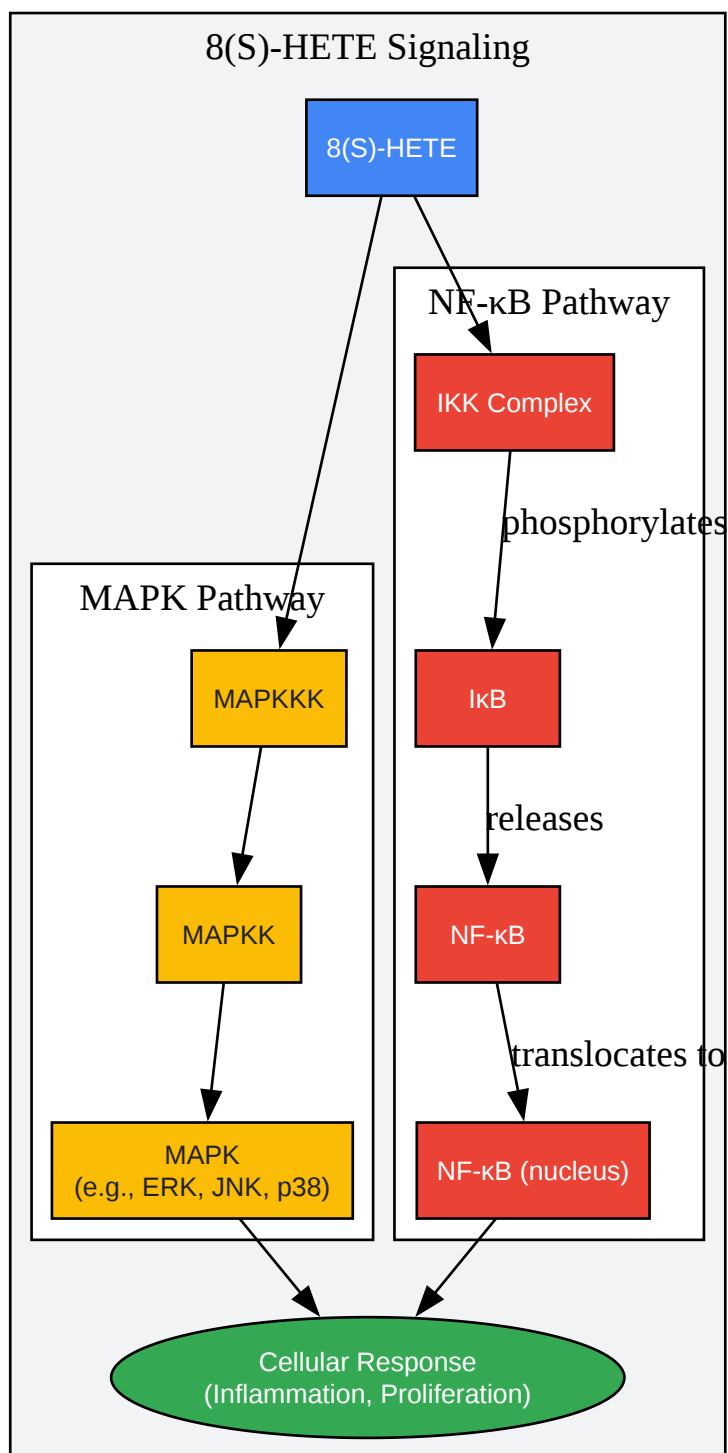 8(S)-HETE Signaling
8(S)-HETE
NF-κB Pathway
IKK Complex
phosphorylates
MAPK Pathway
MAPKKK
IκB
releases
MAPKK
NF-κB
translocates to
MAPK
(e.g., ERK, JNK, p38)
NF-κB (nucleus)
Cellular Response
(Inflammation, Proliferation)